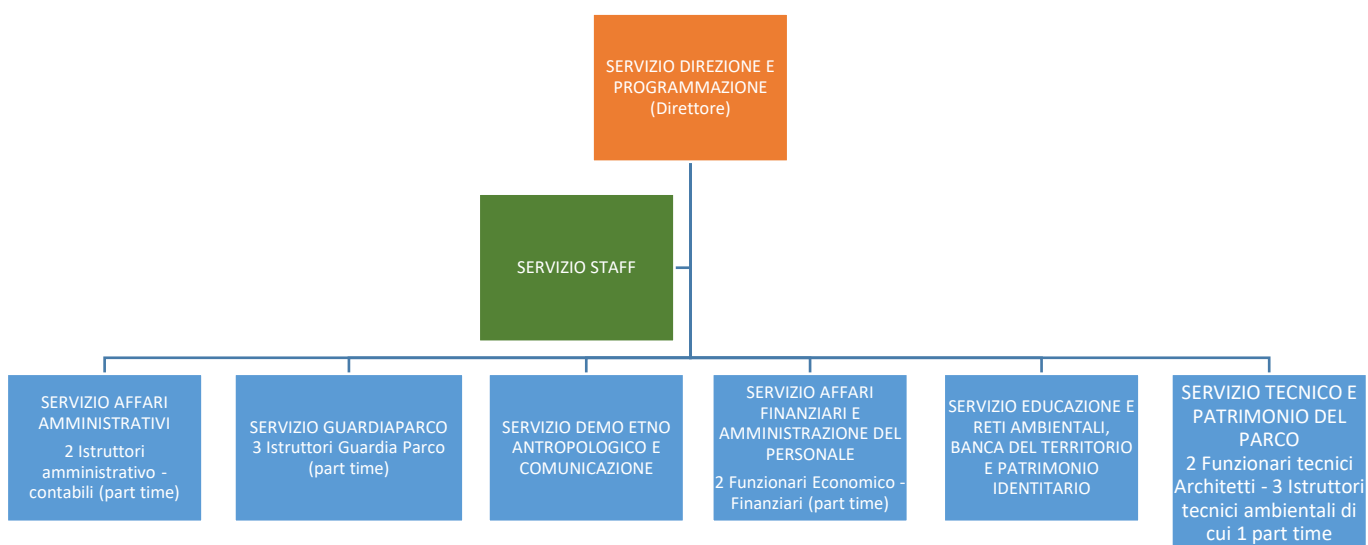 SERVIZIO DIREZIONE E
PROGRAMMAZIONE
(Direttore)
SERVIZIO STAFF
SERVIZIO AFFARI
AMMINISTRATIVI
2 Istruttori
amministrativo -
contabili (part time)
SERVIZIO GUARDIAPARCO
3 Istruttori Guardia Parco
(part time)
SERVIZIO DEMO ETNO
ANTROPOLOGICO E
COMUNICAZIONE
SERVIZIO AFFARI
FINANZIARI E
AMMINISTRAZIONE DEL
PERSONALE
2 Funzionari Economico -
Finanziari (part time)
SERVIZIO EDUCAZIONE E
RETI AMBIENTALI,
BANCA DEL TERRITORIO
E PATRIMONIO
IDENTITARIO
SERVIZIO TECNICO E
PATRIMONIO DEL
PARCO
2 Funzionari tecnici
Architetti - 3 Istruttori
tecnici ambientali di
cui 1 part time